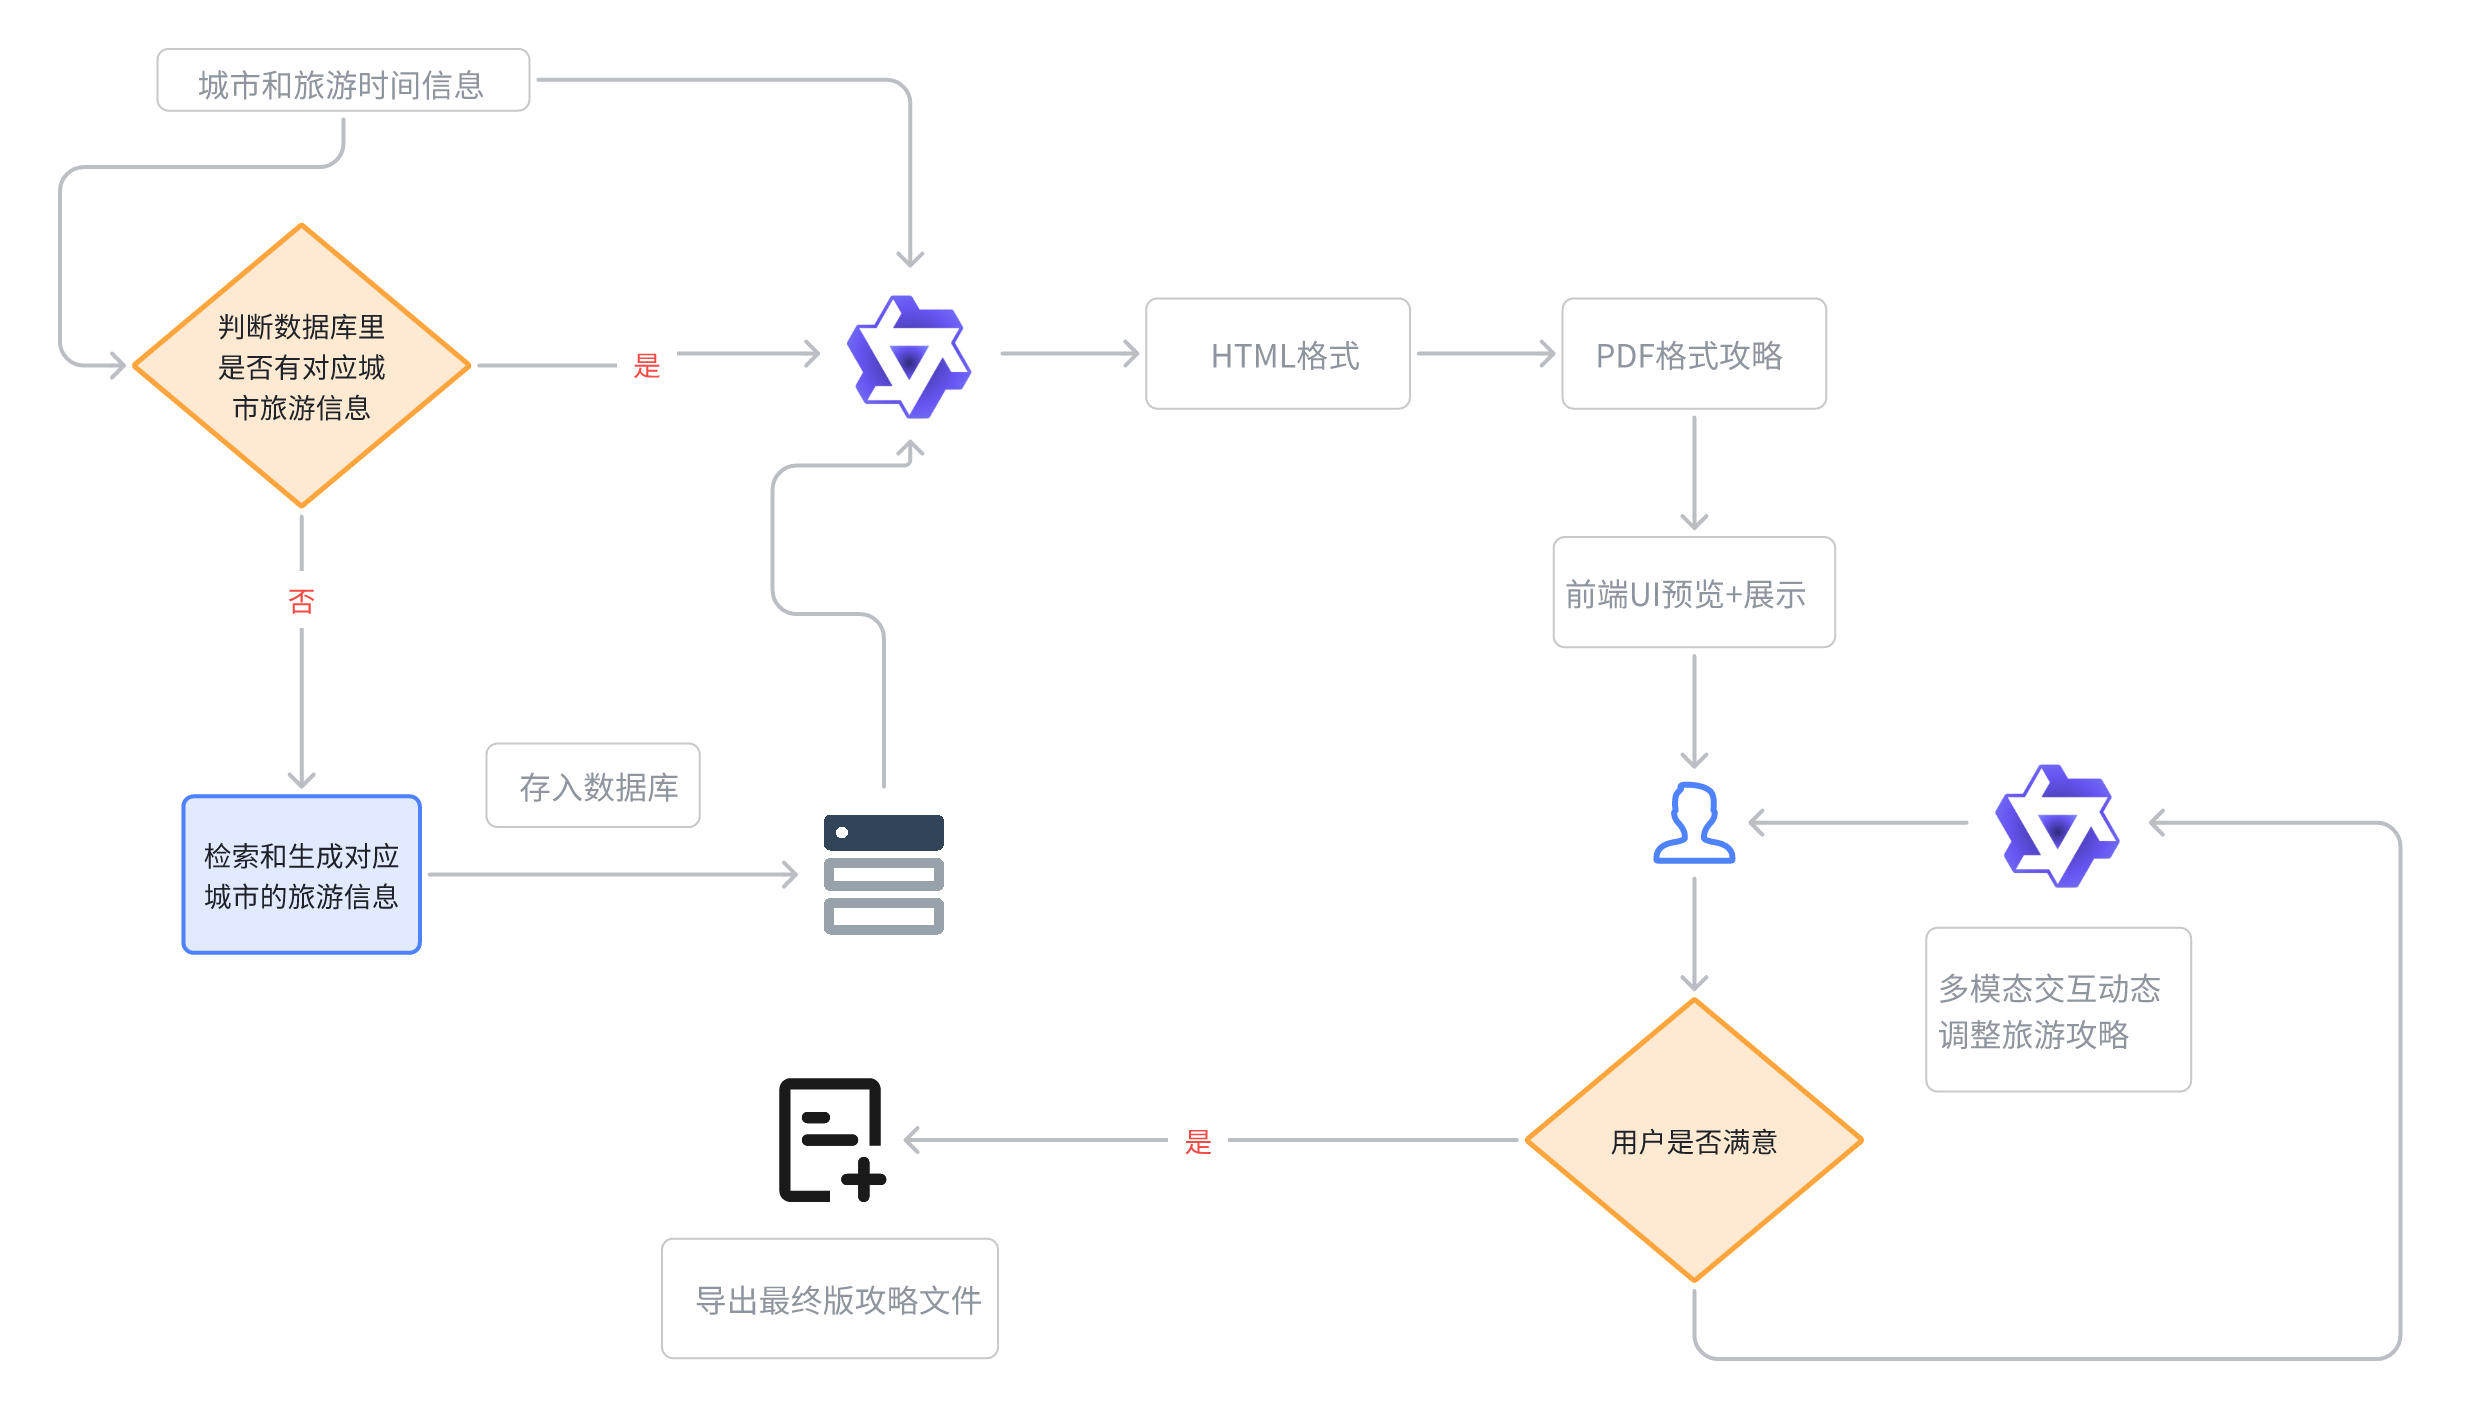 城市和旅游时间信息
判断数据库里
是否有对应城
市旅游信息
是
HTML格式
PDF格式攻略
否
前端UI预览+展示
存入数据库
检索和生成对应
城市的旅游信息
多模态交互动态
调整旅游攻略
用户是否满意
是
导出最终版攻略文件